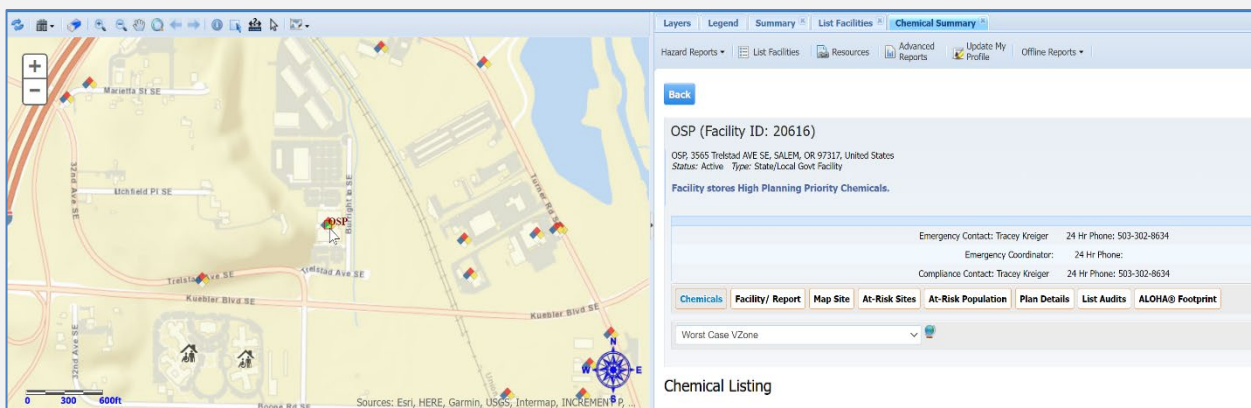 Layers Legend Summary List Facilities Chemical Summary
Hazard Reports List Facilities Resources Advanced Reports Update My Profile Offline Reports
Back
OSP (Facility ID: 20616)
OSP, 3565 Trelstad AVE SE, SALEM, OR 97317, United States
Status: Active Type: State/Local Govt Facility
Facility stores High Planning Priority Chemicals.
Emergency Contact: Tracey Kreiger 24 Hr Phone: 503-302-8634
Emergency Coordinator: 24 Hr Phone:
Compliance Contact: Tracey Kreiger 24 Hr Phone: 503-302-8634
Chemicals Facility/ Report Map Site At-Risk Sites At-Risk Population Plan Details List Audits ALOHA® Footprint
Worst Case VZone
Chemical Listing
+
−
Marietta St SE
32nd Ave SE
Litchfield Pl SE
Turner Rd SE
OSP
Trelstad Ave SE
Trelstad Ave SE
Kuebler Blvd SE
Kuebler Blvd SE
32nd Ave SE
Boone Rd SE
N
W E
S
0 300 600ft
Sources: Esri, HERE, Garmin, USGS, Intermap, INCREMENT P, ...